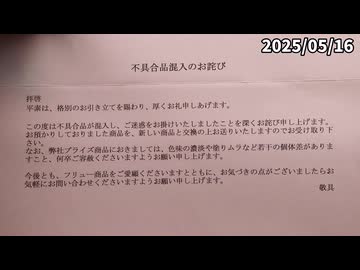 2025/05/16
不具合品混入のお詫び
拝啓
平素は、格別のお引き立てを賜わり、厚くお礼申しあげます。
この度は不具合品が混入し、ご迷惑をお掛けいたしましたことを深くお詫び申し上げます。
お預かりしておりました商品を、新しい商品と交換の上お送りいたしますのでお受け取り下
さい。
なお、弊社プライズ商品におきましては、色味の濃淡や塗りムラなど若干の個体差がありま
すこと、何卒ご容赦くださいますようお願い申し上げます。
今後とも、フリュー商品をご愛顧くださいますとともに、お気づきの点がございましたらお
気軽にお問い合わせくださいますようお願い申し上げます。
敬具